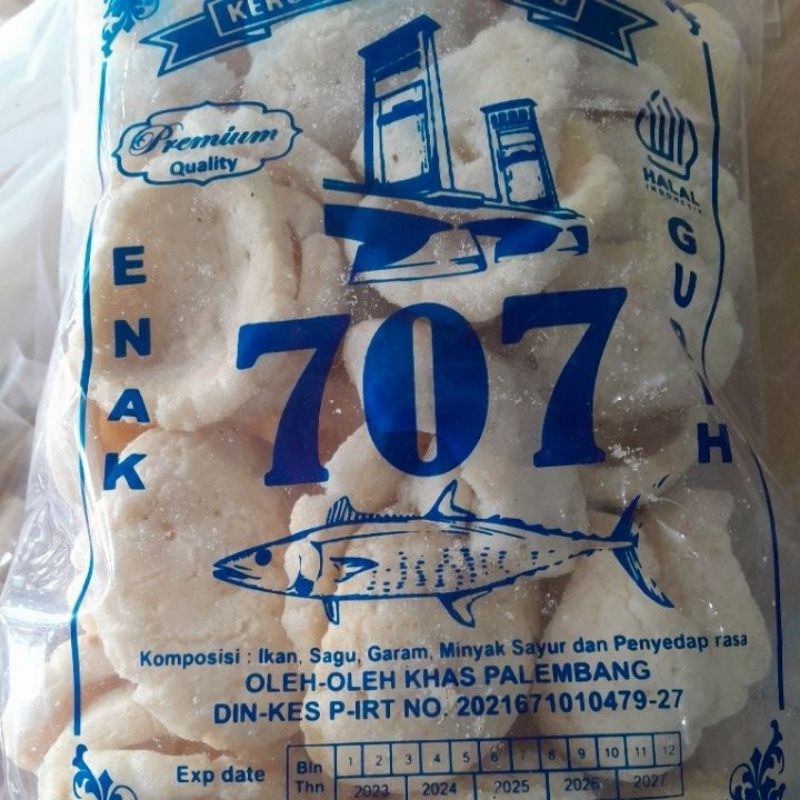 Premium
Quality
HALAL
INDONESIA
ENAK
707
Komposisi : Ikan, Sagu, Garam, Minyak Sayur dan Penyedap rasa
OLEH-OLEH KHAS PALEMBANG
DIN-KES P-IRT NO. 2021671010479-27
Exp date
Bln 1 2 3 4 5 6 7 8 9 10 11 12
Thn 2023 2024 2025 2026 2027